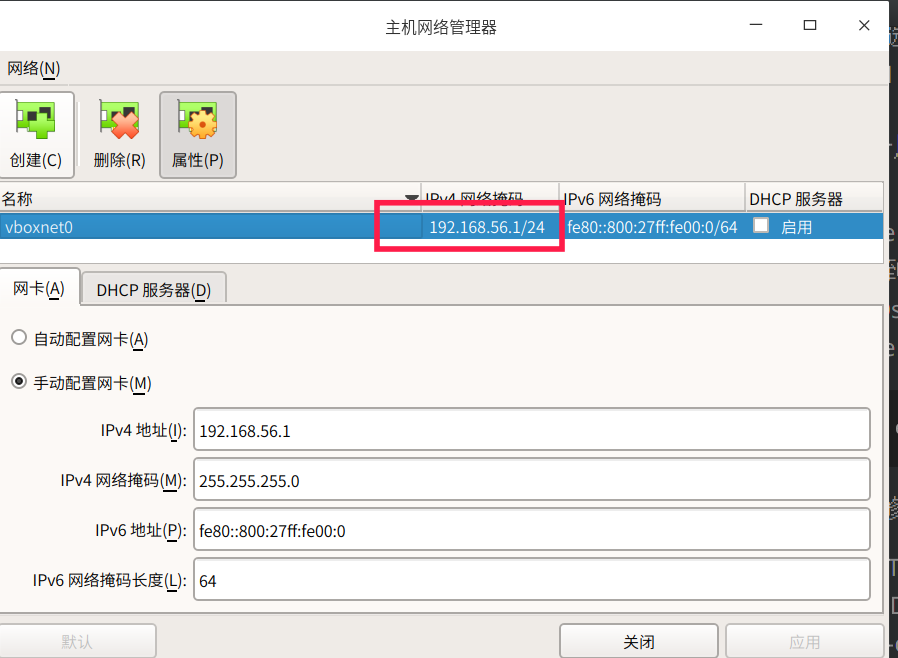 主机网络管理器
网络(N)
创建(C) 删除(R) 属性(P)
名称 IPv4 网络掩码 IPv6 网络掩码 DHCP 服务器
vboxnet0 192.168.56.1/24 fe80::800:27ff:fe00:0/64 启用
网卡(A) DHCP 服务器(D)
自动配置网卡(A)
手动配置网卡(M)
IPv4 地址(I): 192.168.56.1
IPv4 网络掩码(M): 255.255.255.0
IPv6 地址(P): fe80::800:27ff:fe00:0
IPv6 网络掩码长度(L): 64
默认 关闭 应用